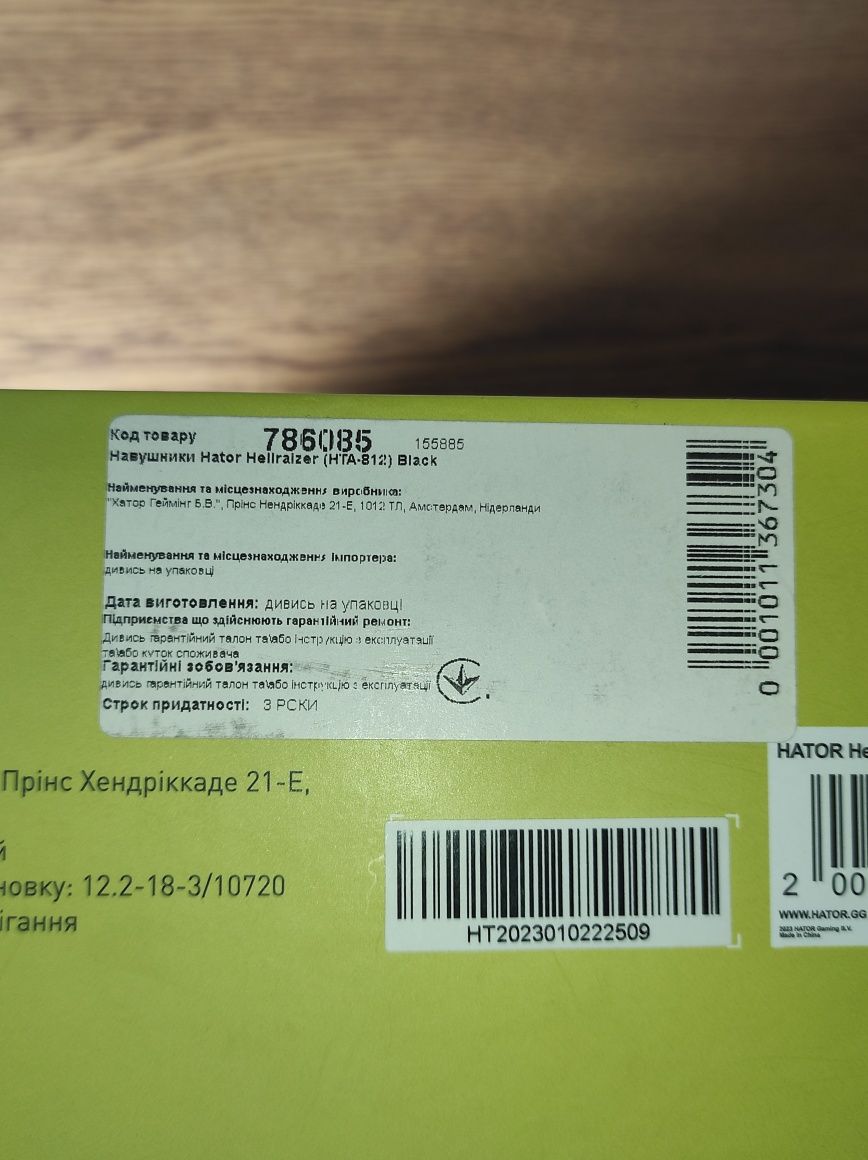 Код товару 786085 155885
Навушники Hator Hellraizer (HTA-812) Black
Найменування та місцезнаходження виробника:
"Хатор Геймінг Б.В.", Прінс Нендріккаде 21-Е, 1012 ТЛ, Амстердам, Нідерланди
Найменування та місцезнаходження імпортера:
дивись на упаковці
Дата виготовлення: дивись на упаковці
Підприємства що здійснюють гарантійний ремонт:
Дивись гарантійний талон та\або інструкцію з експлуатації
та\або куток споживача
Гарантійні зобов'язання:
дивись гарантійний талон та\або інструкцію з експлуатації
Строк придатності: 3 РОКИ
0 001011 367304
Прінс Хендріккаде 21-Е,
й
новку: 12.2-18-3/10720
ігання
HT2023010222509
HATOR He
2 00
WWW.HATOR.GG
2023 HATOR Gaming B.V.
Made in China